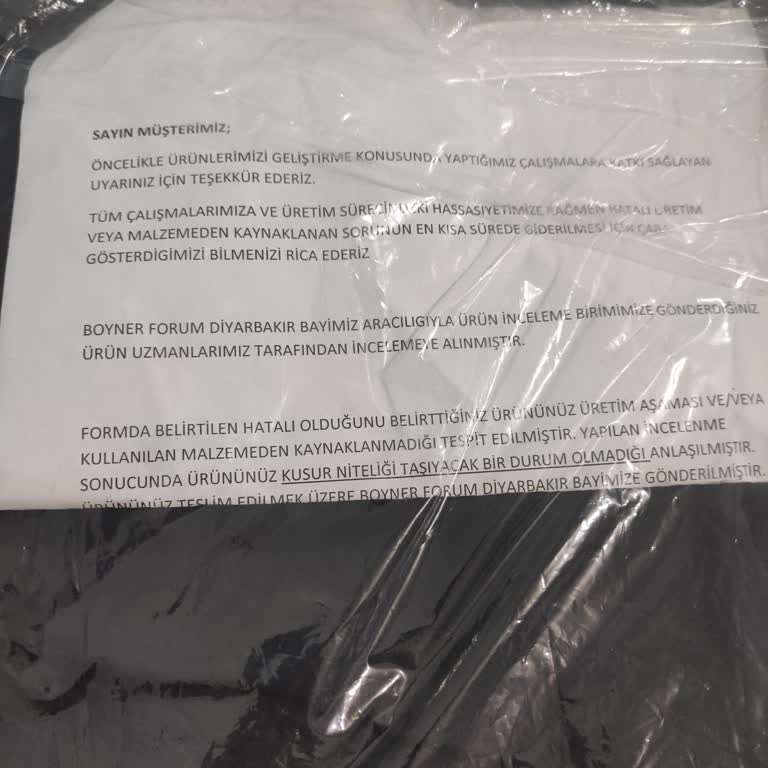 SAYIN MÜŞTERİMİZ;
ÖNCELİKLE ÜRÜNLERİMİZİ GELİŞTİRME KONUSUNDA YAPTIĞIMIZ ÇALIŞMALARA KATKI SAĞLAYAN
UYARINIZ İÇİN TEŞEKKÜR EDERİZ.
TÜM ÇALIŞMALARIMIZA VE ÜRETİM SÜRECİNDEKİ HASSASİYETİMİZE RAĞMEN HATALI ÜRETİM
VEYA MALZEMEDEN KAYNAKLANAN SORUNUN EN KISA SÜREDE GİDERİLMESİ İÇİN ÇABA
GÖSTERDİGİMİZİ BİLMENİZİ RİCA EDERİZ
BOYNER FORUM DİYARBAKIR BAYİMİZ ARACILIGIYLA ÜRÜN İNCELEME BİRİMİMİZE GÖNDERDİĞİNİZ
ÜRÜN UZMANLARIMIZ TARAFINDAN İNCELEMEYE ALINMIŞTIR.
FORMDA BELİRTİLEN HATALI OLDUĞUNU BELİRTTİĞİNİZ ÜRÜNÜNÜZ ÜRETİM AŞAMASI VE/VEYA
KULLANILAN MALZEMEDEN KAYNAKLANMADIĞI TESPİT EDİLMİŞTİR. YAPILAN İNCELENME
SONUCUNDA ÜRÜNÜNÜZ KUSUR NİTELİĞİ TAŞIYACAK BİR DURUM OLMADIĞI ANLAŞILMIŞTIR.
ÜRÜNÜNÜZ TESLİM EDİLMEK ÜZERE BOYNER FORUM DİYARBAKIR BAYİMİZE GÖNDERİLMİŞTİR.